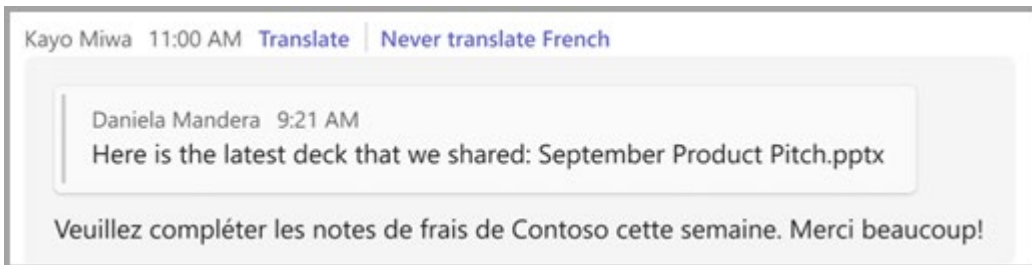 Kayo Miwa 11:00 AM Translate Never translate French
Daniela Mandera 9:21 AM
Here is the latest deck that we shared: September Product Pitch.pptx
Veuillez compléter les notes de frais de Contoso cette semaine. Merci beaucoup!